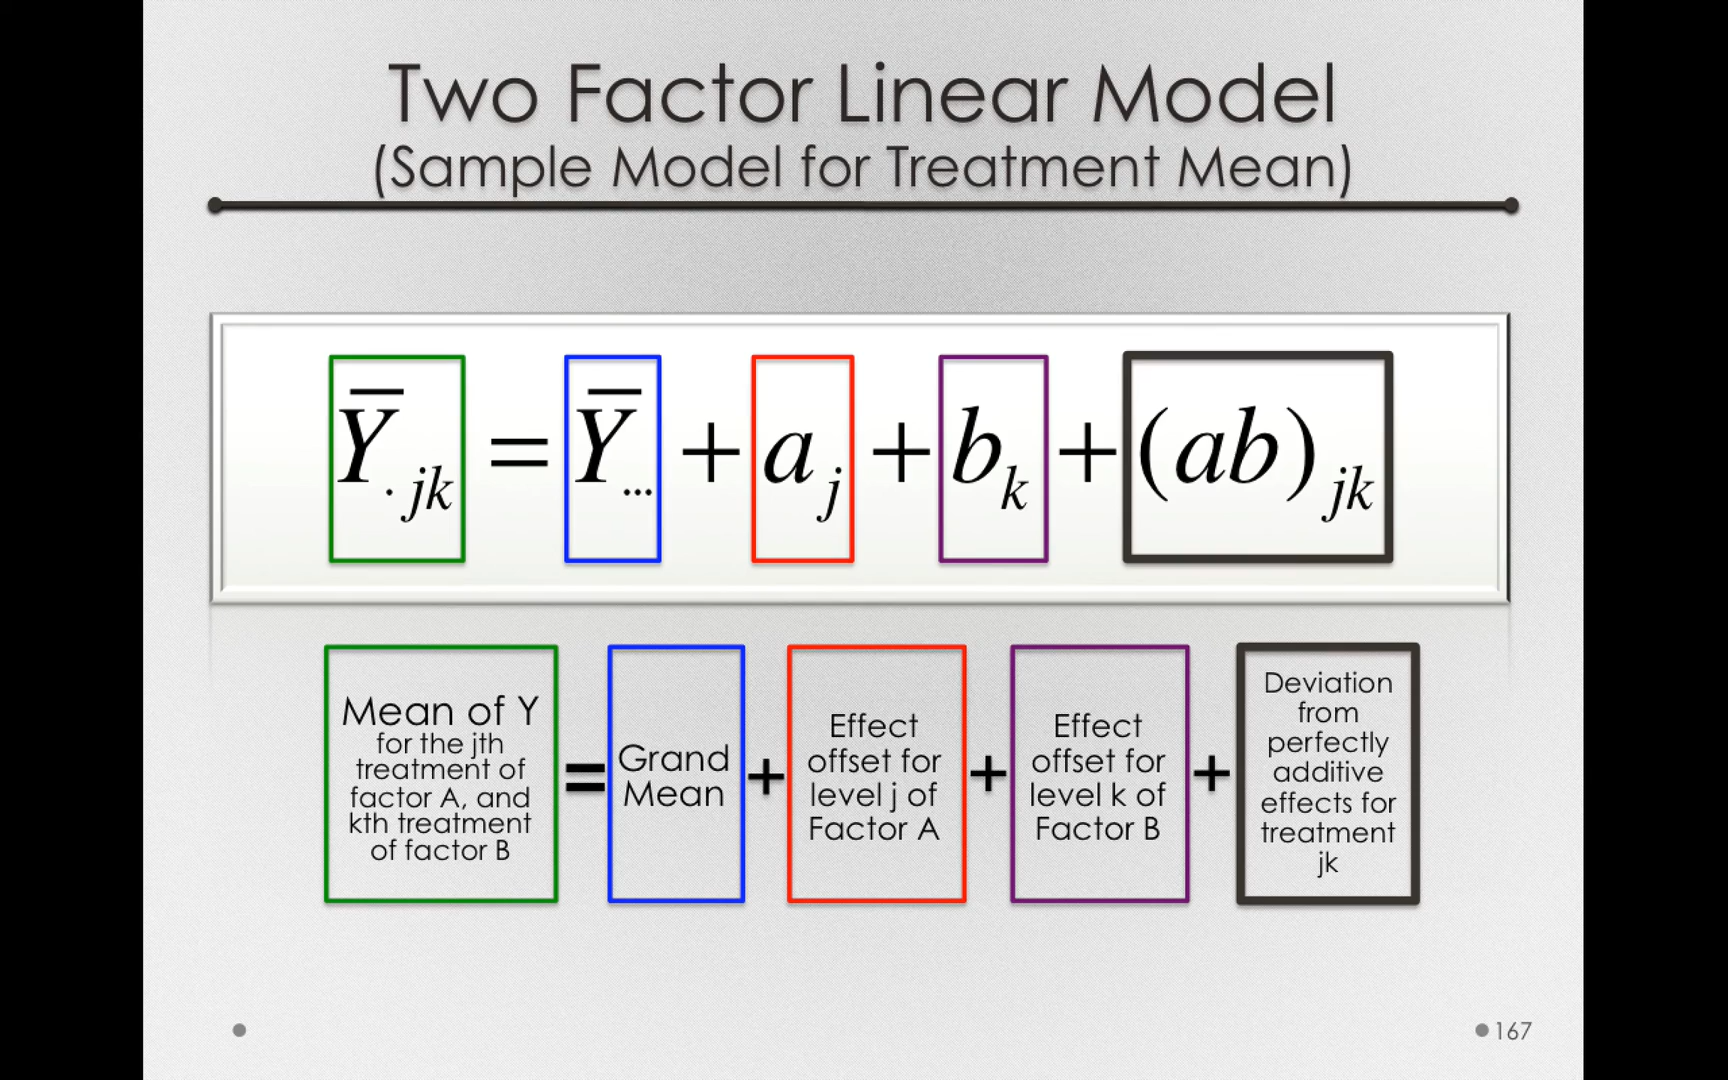 Two Factor Linear Model
(Sample Model for Treatment Mean)
Y̅.jk = Y̅... + aj + bk + (ab)jk
Mean of Y
for the jth
treatment of
factor A, and
kth treatment
of factor B
=
Grand
Mean
+
Effect
offset for
level j of
Factor A
+
Effect
offset for
level k of
Factor B
+
Deviation
from
perfectly
additive
effects for
treatment
jk
167